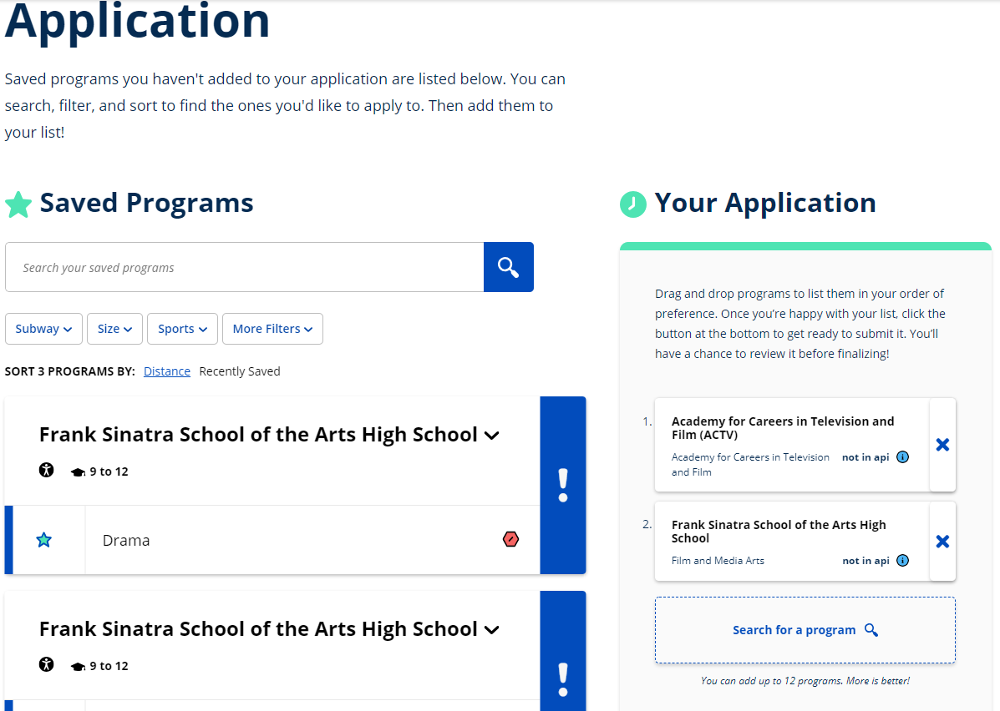 Application
Saved programs you haven't added to your application are listed below. You can
search, filter, and sort to find the ones you'd like to apply to. Then add them to
your list!
Saved Programs
Search your saved programs
Subway
Size
Sports
More Filters
SORT 3 PROGRAMS BY: Distance Recently Saved
Frank Sinatra School of the Arts High School
9 to 12
!
Drama
Frank Sinatra School of the Arts High School
9 to 12
!
Your Application
Drag and drop programs to list them in your order of
preference. Once you're happy with your list, click the
button at the bottom to get ready to submit it. You'll
have a chance to review it before finalizing!
1. Academy for Careers in Television and
Film (ACTV)
Academy for Careers in Television
and Film
not in api
2. Frank Sinatra School of the Arts High
School
Film and Media Arts
not in api
Search for a program
You can add up to 12 programs. More is better!